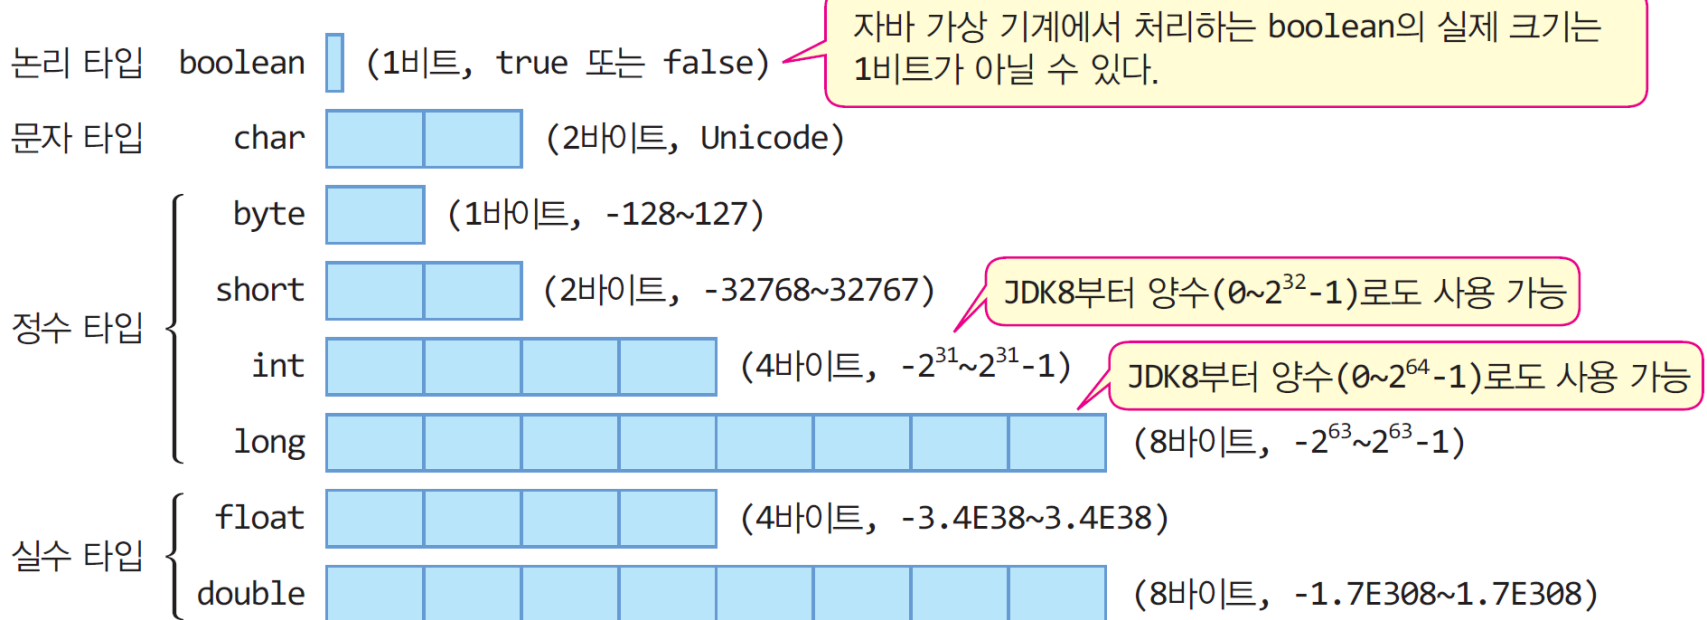 자바 가상 기계에서 처리하는 boolean의 실제 크기는
1비트가 아닐 수 있다.
논리 타입 boolean (1비트, true 또는 false)
문자 타입 char (2바이트, Unicode)
byte (1바이트, -128~127)
short (2바이트, -32768~32767)
JDK8부터 양수(0~2³²-1)로도 사용 가능
정수 타입
int (4바이트, -2³¹~2³¹-1)
JDK8부터 양수(0~2⁶⁴-1)로도 사용 가능
long (8바이트, -2⁶³~2⁶³-1)
float (4바이트, -3.4E38~3.4E38)
실수 타입
double (8바이트, -1.7E308~1.7E308)